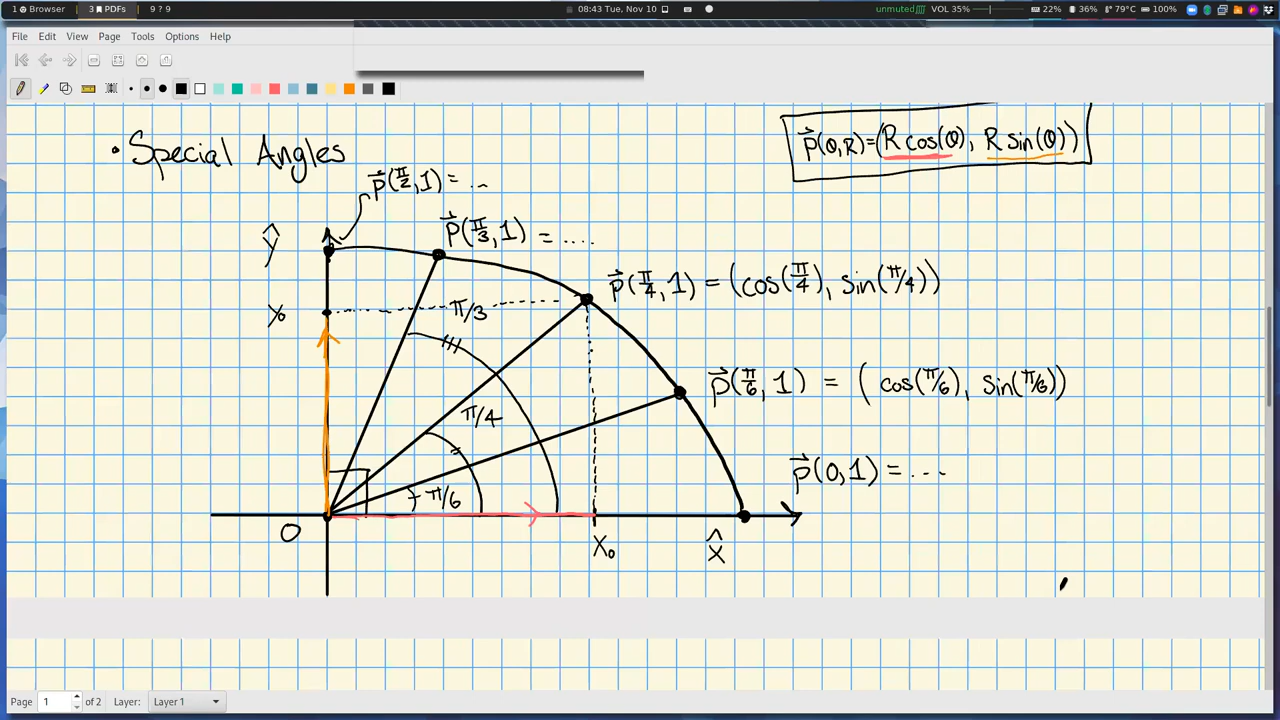 1 Browser 3 PDFs 9 ? 9 08:43 Tue, Nov 10 unmuted VOL 35% 22% 36% 79°C 100%
File Edit View Page Tools Options Help
• Special Angles
p⃗(θ,R)=(R cos(θ), R sin(θ))
p⃗(π/2,1) = ...
p⃗(π/3,1) = ....
ŷ
p⃗(π/4,1) = (cos(π/4), sin(π/4))
y₀
π/3
p⃗(π/6,1) = (cos(π/6), sin(π/6))
π/4
p⃗(0,1) = ...
π/6
O
x₀
x̂
Page 1 of 2 Layer: Layer 1